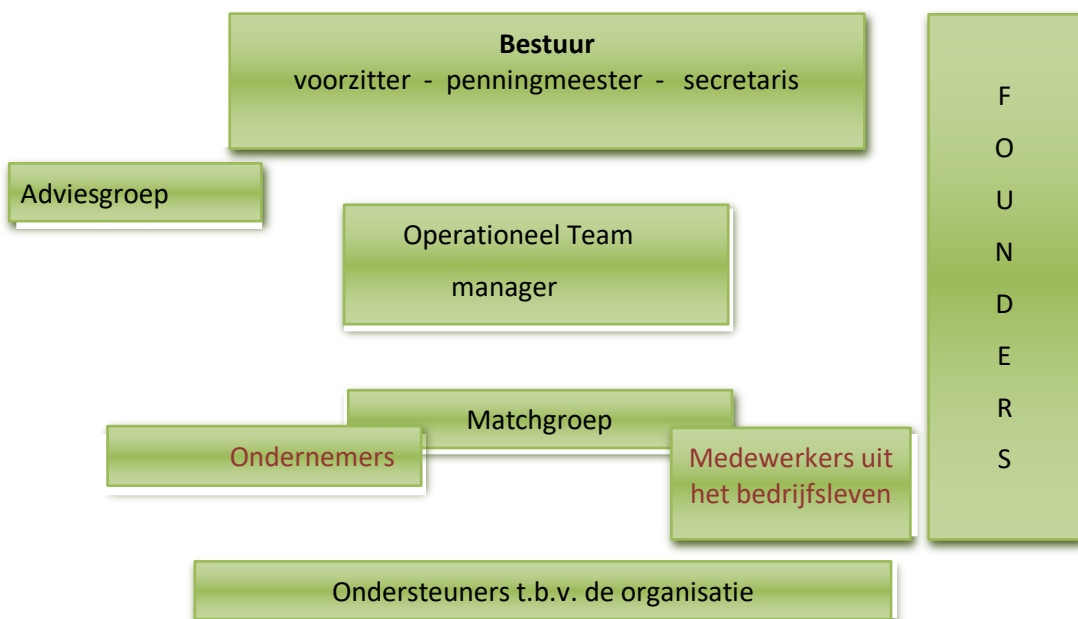 Bestuur
voorzitter - penningmeester - secretaris
Adviesgroep
Operationeel Team
manager
Matchgroep
Ondernemers
Medewerkers uit
het bedrijfsleven
Ondersteuners t.b.v. de organisatie
F
O
U
N
D
E
R
S